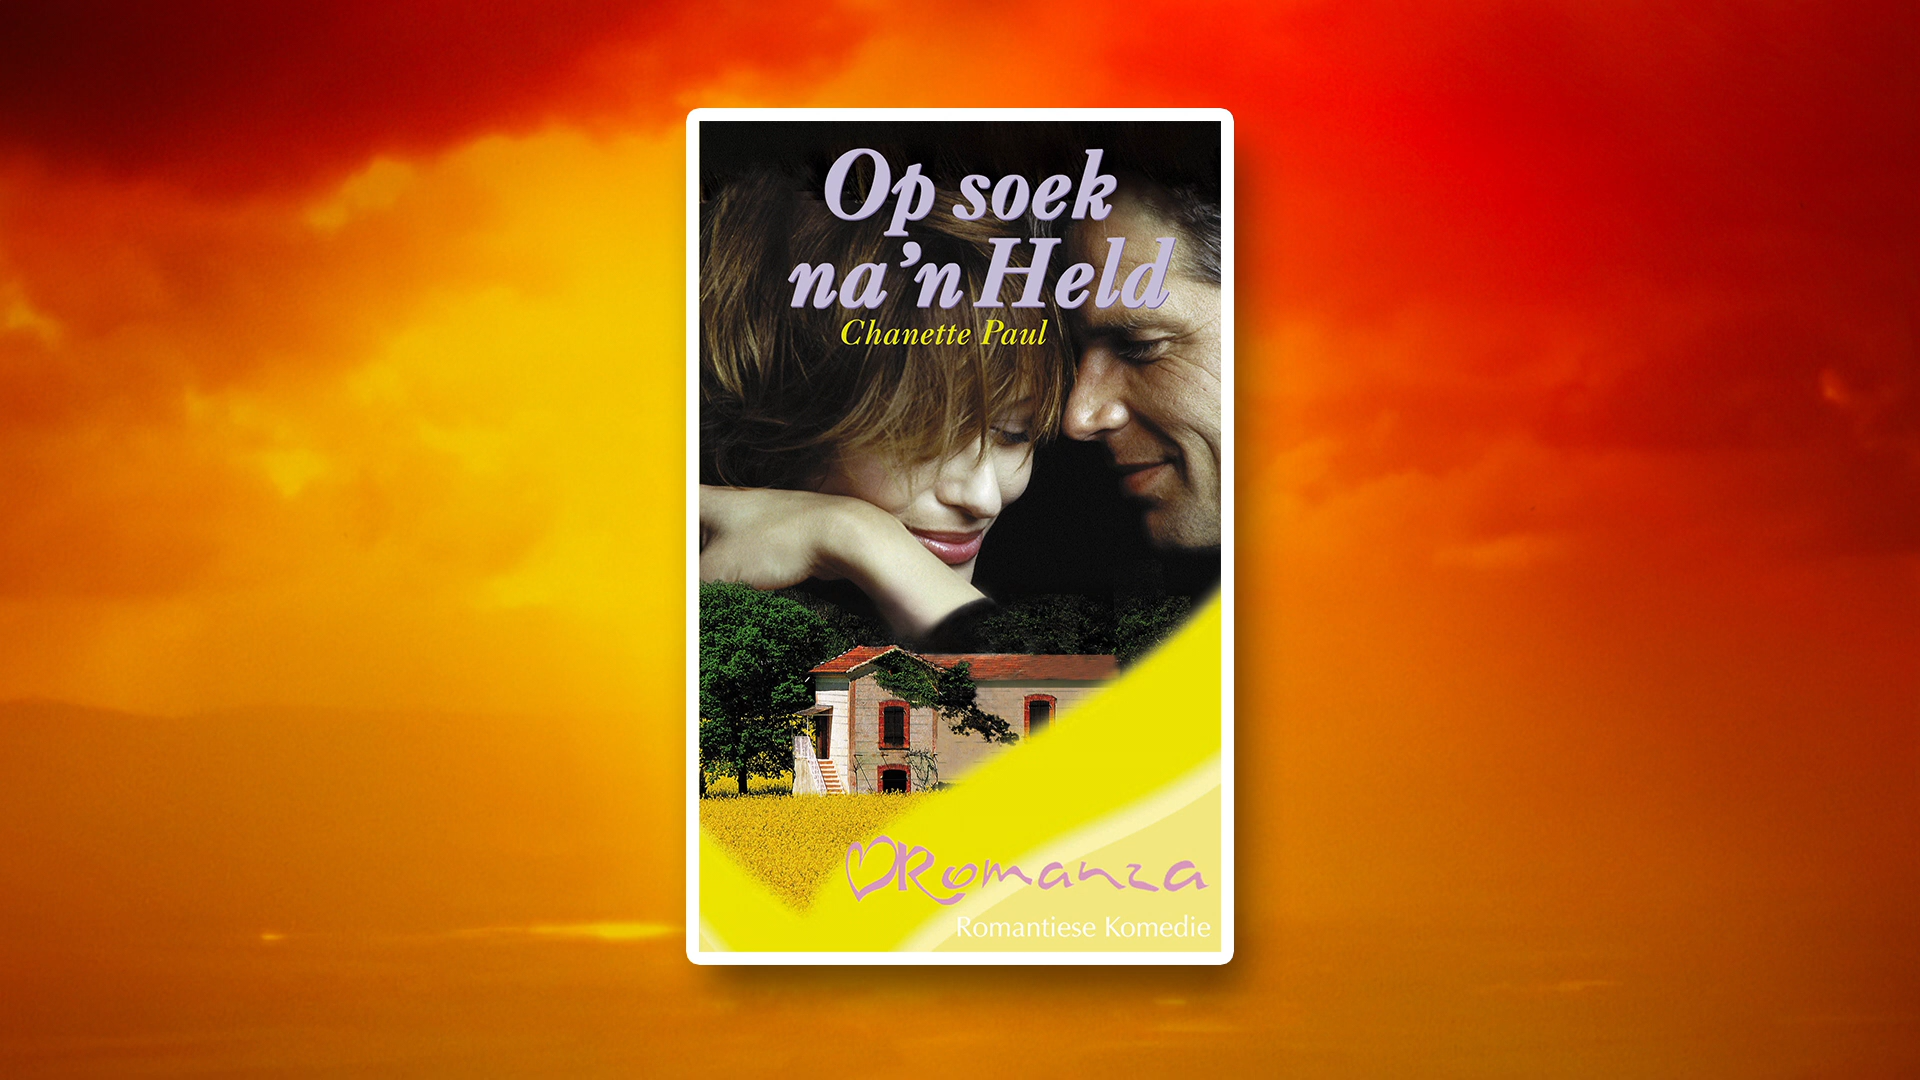 Op soek
na'n Held
Chanette Paul
Romanza
Romantiese Komedie